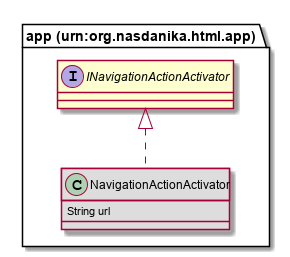 app (urn:org.nasdanika.html.app)
I INavigationActionActivator
C NavigationActionActivator
String url